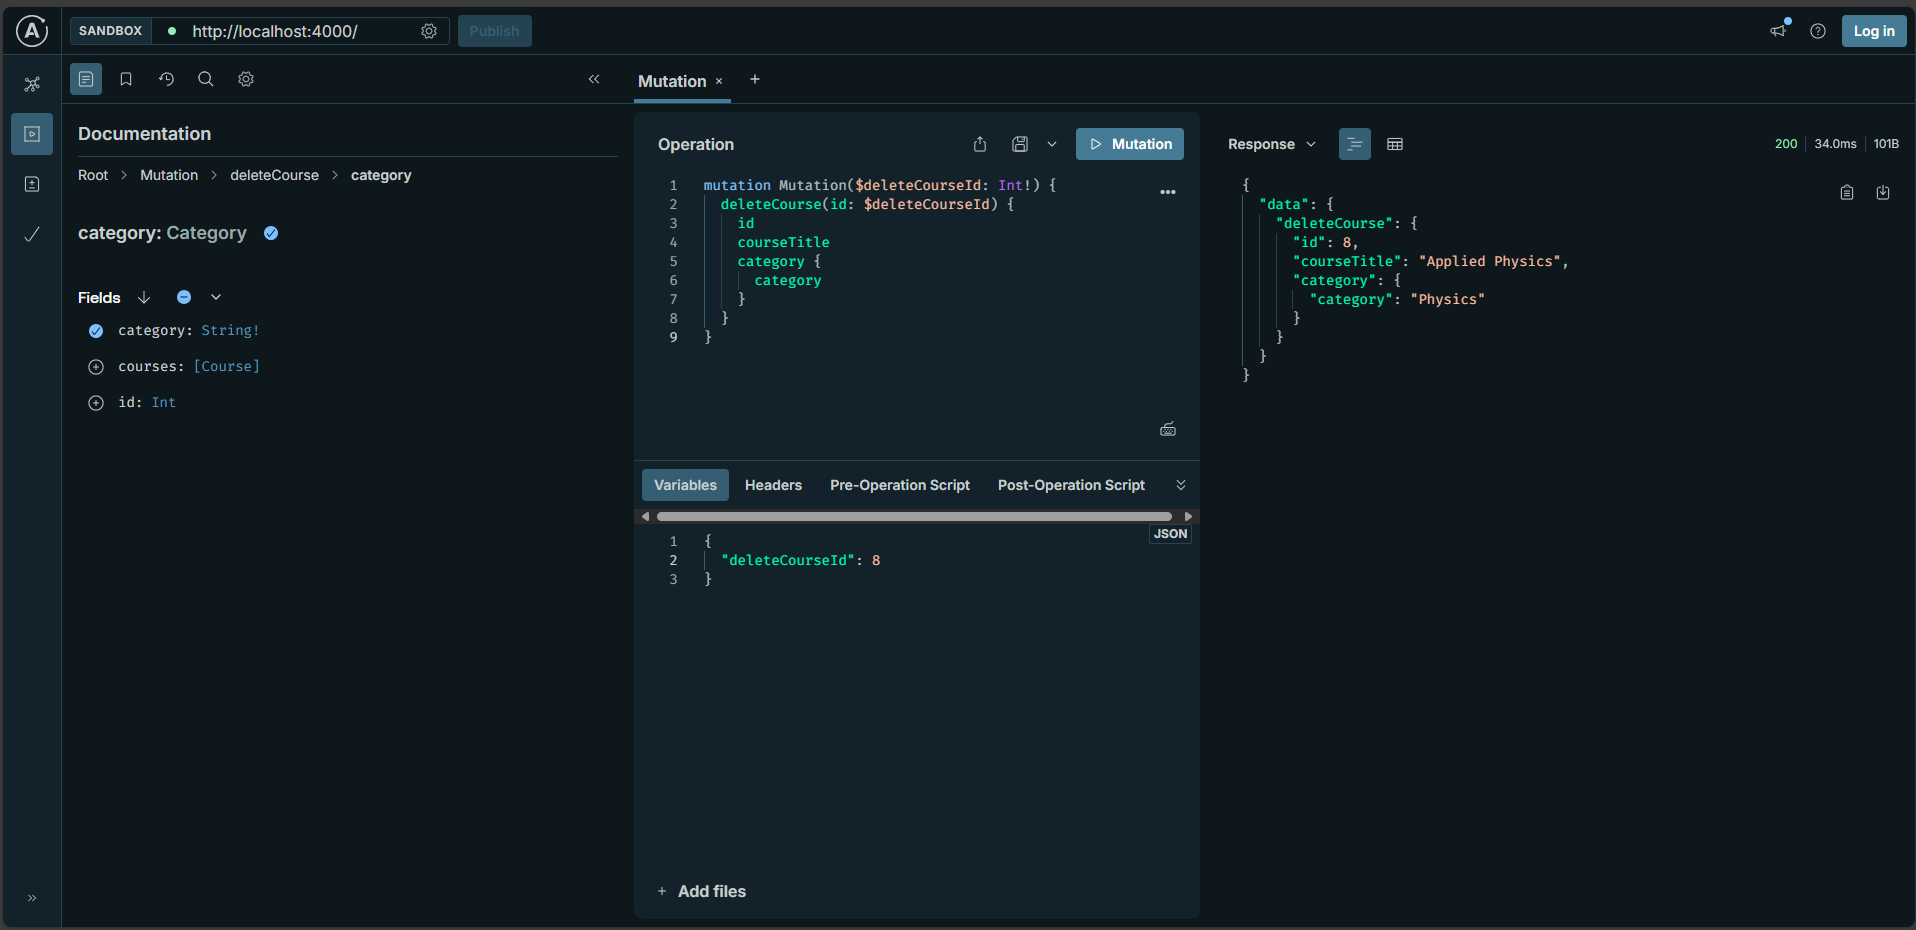 SANDBOX http://localhost:4000/ Publish Log in
Documentation
Root > Mutation > deleteCourse > category
category: Category
Fields
category: String!
courses: [Course]
id: Int
Mutation × +
Operation
Mutation
1 mutation Mutation($deleteCourseId: Int!) {
2 deleteCourse(id: $deleteCourseId) {
3 id
4 courseTitle
5 category {
6 category
7 }
8 }
9 }
Variables Headers Pre-Operation Script Post-Operation Script
JSON
1 {
2 "deleteCourseId": 8
3 }
+ Add files
Response 200 34.0ms 101B
{
"data": {
"deleteCourse": {
"id": 8,
"courseTitle": "Applied Physics",
"category": {
"category": "Physics"
}
}
}
}